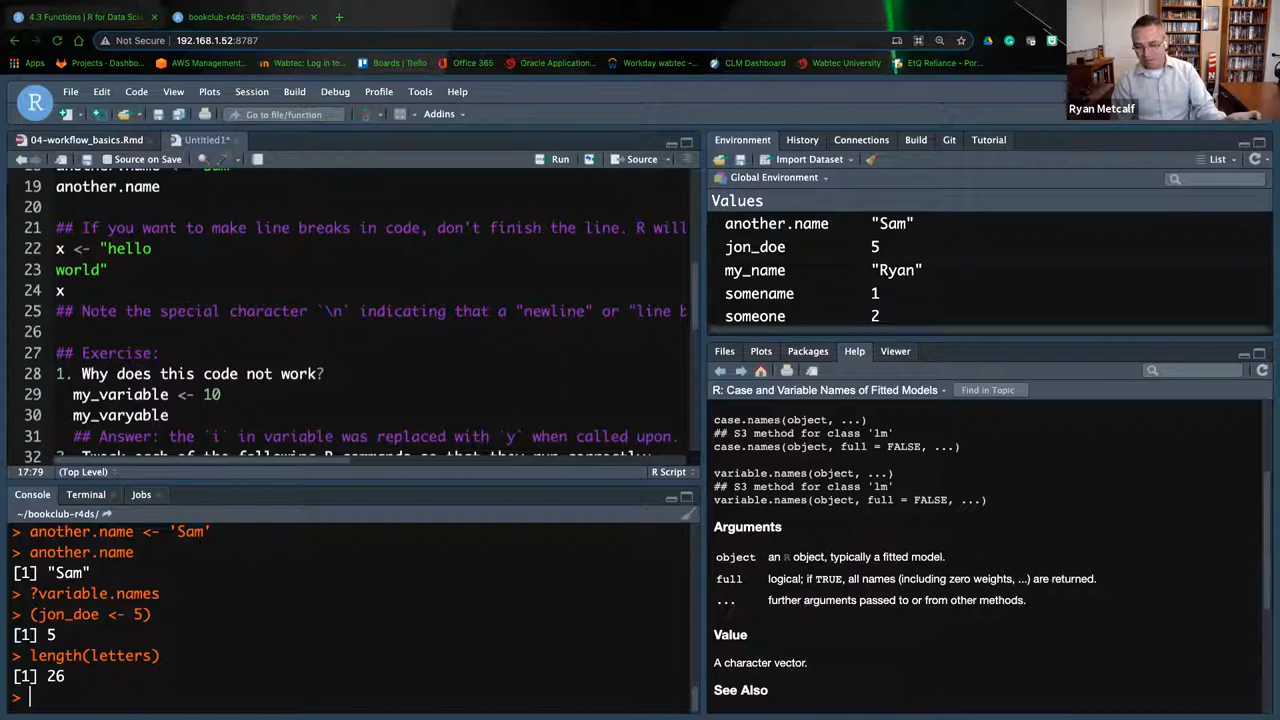 4.3 Functions | R for Data Scien
bookclub-r4ds - RStudio Serve
Not Secure | 192.168.1.52:8787
Apps
Projects · Dashbo...
AWS Management...
Wabtec: Log in to...
Boards | Trello
Office 365
Oracle Application...
Workday wabtec -...
CLM Dashboard
Wabtec University
EtQ Reliance - Por...
Ryan Metcalf
File Edit Code View Plots Session Build Debug Profile Tools Help
Go to file/function
Addins
04-workflow_basics.Rmd
Untitled1*
Source on Save
Run
Source
19 another.name
20
21 ## If you want to make line breaks in code, don't finish the line. R will
22 x <- "hello
23 world"
24 x
25 ## Note the special character `\n` indicating that a "newline" or "line b
26
27 ## Exercise:
28 1. Why does this code not work?
29 my_variable <- 10
30 my_varyable
31 ## Answer: the `i` in variable was replaced with `y` when called upon.
32
17:79 (Top Level)
R Script
Console Terminal Jobs
~/bookclub-r4ds/
> another.name <- 'Sam'
> another.name
[1] "Sam"
> ?variable.names
> (jon_doe <- 5)
[1] 5
> length(letters)
[1] 26
>
Environment History Connections Build Git Tutorial
Import Dataset
List
Global Environment
Values
another.name "Sam"
jon_doe 5
my_name "Ryan"
somename 1
someone 2
Files Plots Packages Help Viewer
R: Case and Variable Names of Fitted Models
Find in Topic
case.names(object, ...)
## S3 method for class 'lm'
case.names(object, full = FALSE, ...)
variable.names(object, ...)
## S3 method for class 'lm'
variable.names(object, full = FALSE, ...)
Arguments
object an R object, typically a fitted model.
full logical; if TRUE, all names (including zero weights, ...) are returned.
... further arguments passed to or from other methods.
Value
A character vector.
See Also